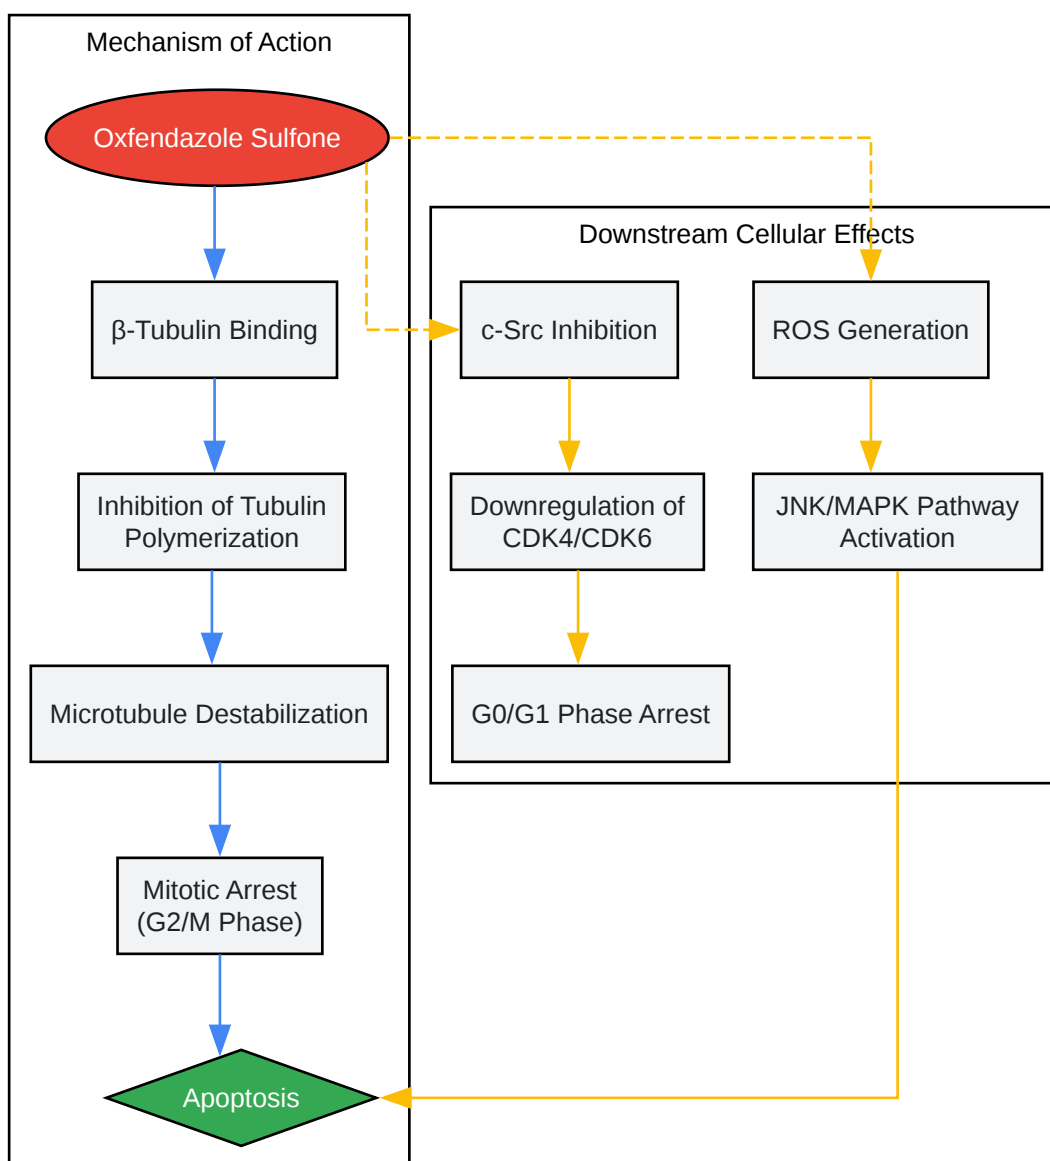 Mechanism of Action
Oxfendazole Sulfone
β-Tubulin Binding
Inhibition of Tubulin
Polymerization
Microtubule Destabilization
Mitotic Arrest
(G2/M Phase)
Apoptosis
Downstream Cellular Effects
c-Src Inhibition
Downregulation of
CDK4/CDK6
G0/G1 Phase Arrest
ROS Generation
JNK/MAPK Pathway
Activation